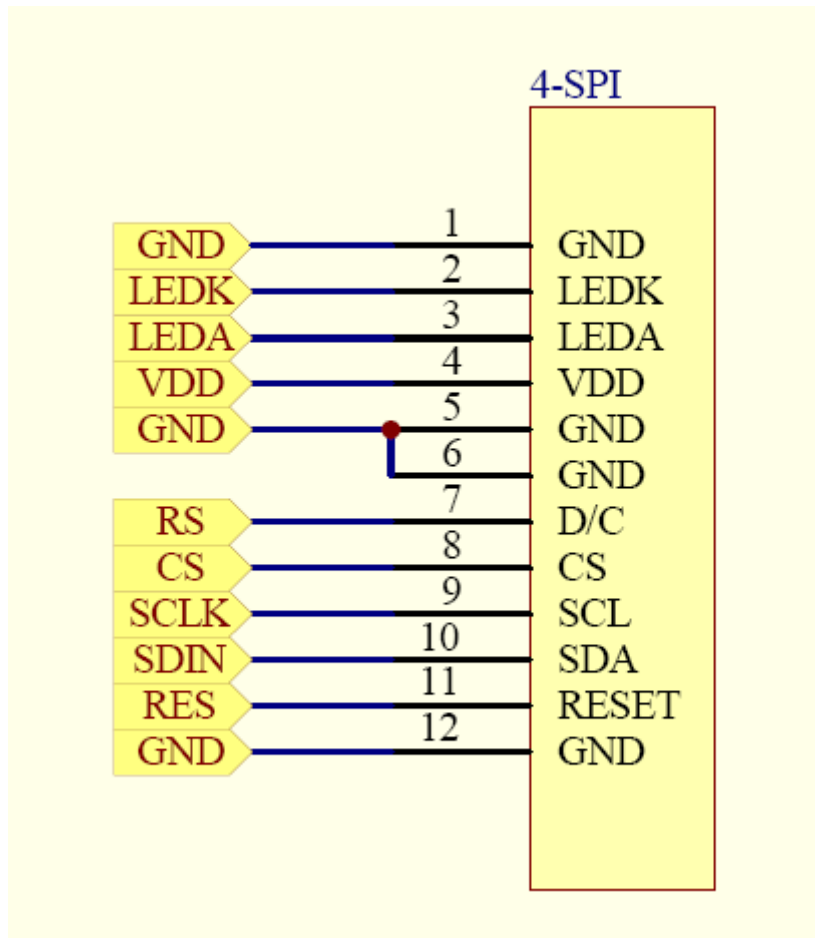 4-SPI
GND 1 GND
LEDK 2 LEDK
LEDA 3 LEDA
VDD 4 VDD
GND 5 GND
6 GND
RS 7 D/C
CS 8 CS
SCLK 9 SCL
SDIN 10 SDA
RES 11 RESET
GND 12 GND